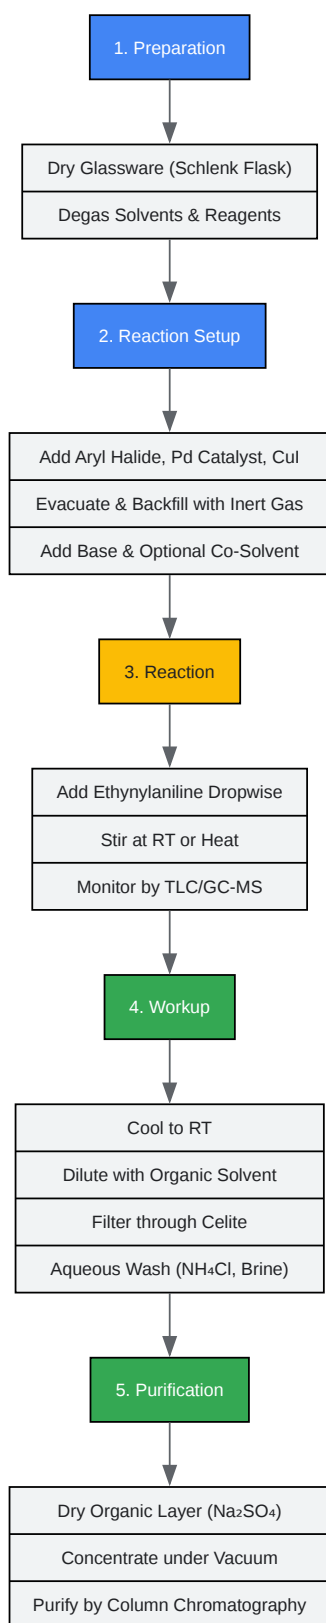 1. Preparation
Dry Glassware (Schlenk Flask)
Degas Solvents & Reagents
2. Reaction Setup
Add Aryl Halide, Pd Catalyst, CuI
Evacuate & Backfill with Inert Gas
Add Base & Optional Co-Solvent
3. Reaction
Add Ethynylaniline Dropwise
Stir at RT or Heat
Monitor by TLC/GC-MS
4. Workup
Cool to RT
Dilute with Organic Solvent
Filter through Celite
Aqueous Wash (NH₄Cl, Brine)
5. Purification
Dry Organic Layer (Na₂SO₄)
Concentrate under Vacuum
Purify by Column Chromatography